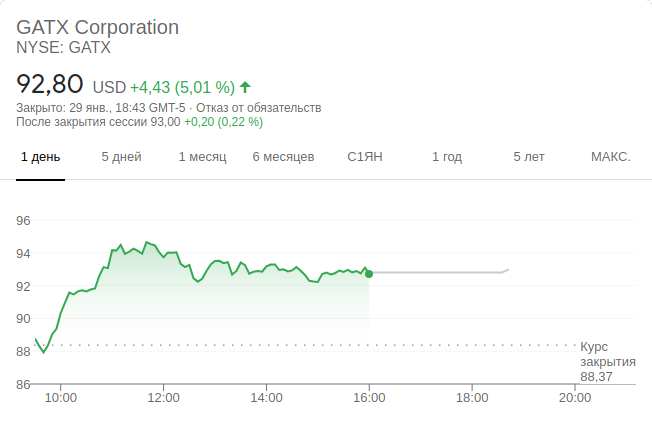 GATX Corporation
NYSE: GATX
92,80 USD +4,43 (5,01 %)
Закрыто: 29 янв., 18:43 GMT-5 · Отказ от обязательств
После закрытия сессии 93,00 +0,20 (0,22 %)
1 день 5 дней 1 месяц 6 месяцев С1ЯН 1 год 5 лет МАКС.
96
94
92
90
88
Курс
закрытия
88,37
86
10:00 12:00 14:00 16:00 18:00 20:00